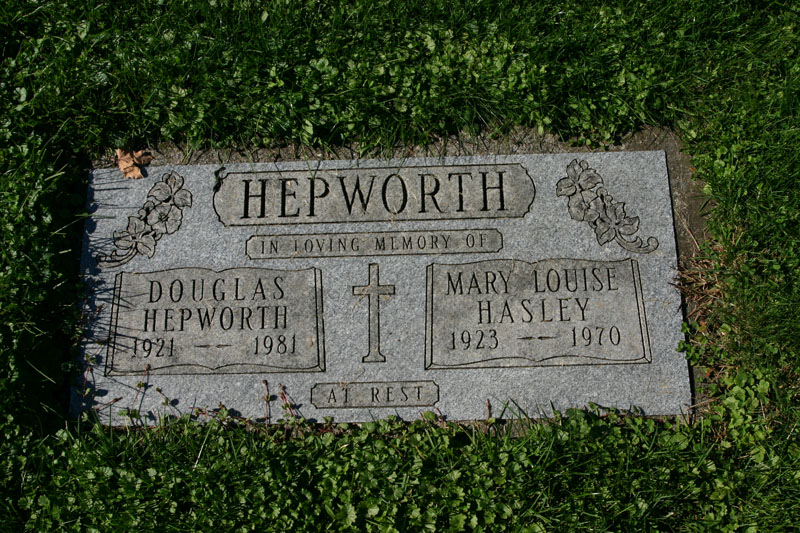 HEPWORTH
IN LOVING MEMORY OF
DOUGLAS
HEPWORTH
1921 — 1981
MARY LOUISE
HASLEY
1923 — 1970
AT REST